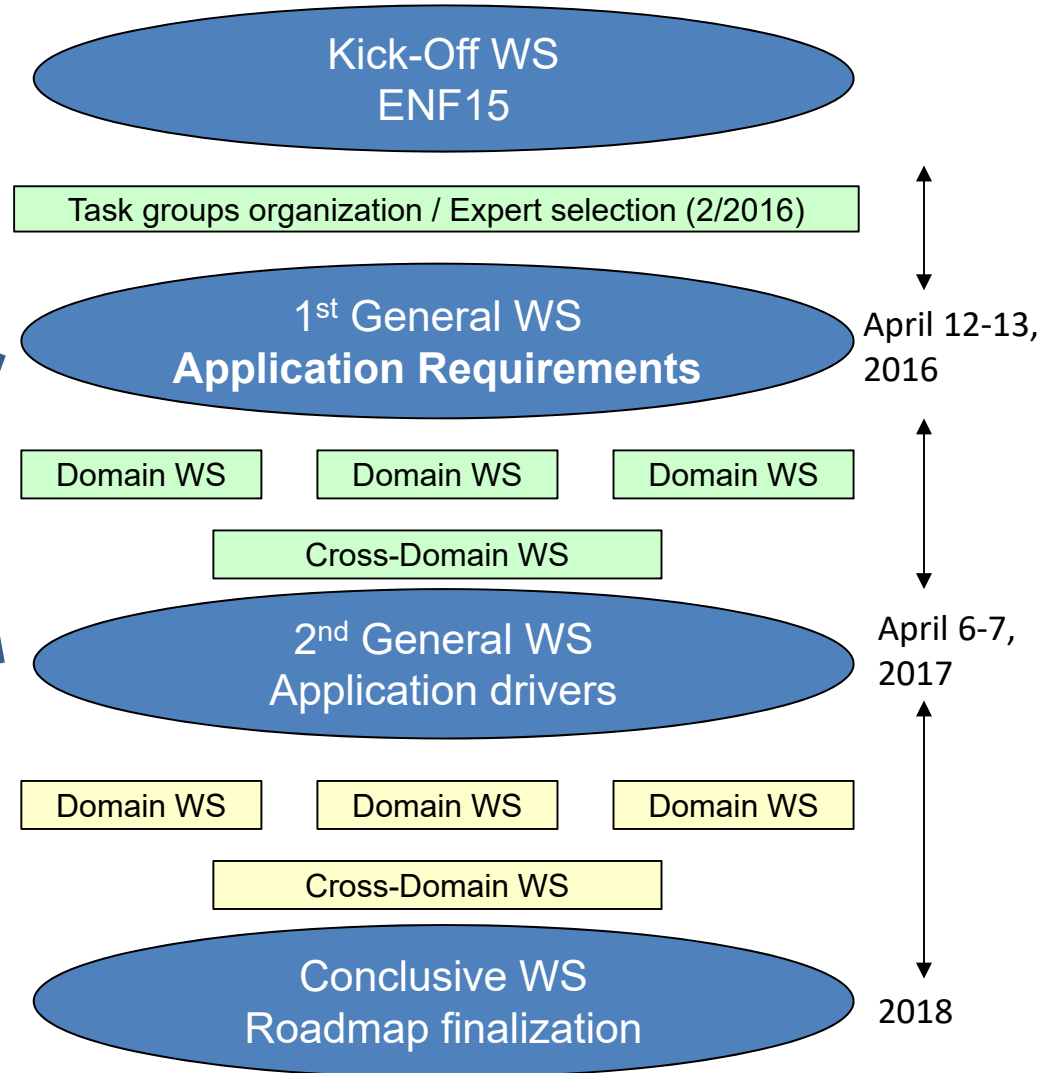 Kick-Off WS
ENF15
Task groups organization / Expert selection (2/2016)
1st General WS
Application Requirements
April 12-13,
2016
Domain WS
Domain WS
Domain WS
Cross-Domain WS
2nd General WS
Application drivers
April 6-7,
2017
Domain WS
Domain WS
Domain WS
Cross-Domain WS
Conclusive WS
Roadmap finalization
2018